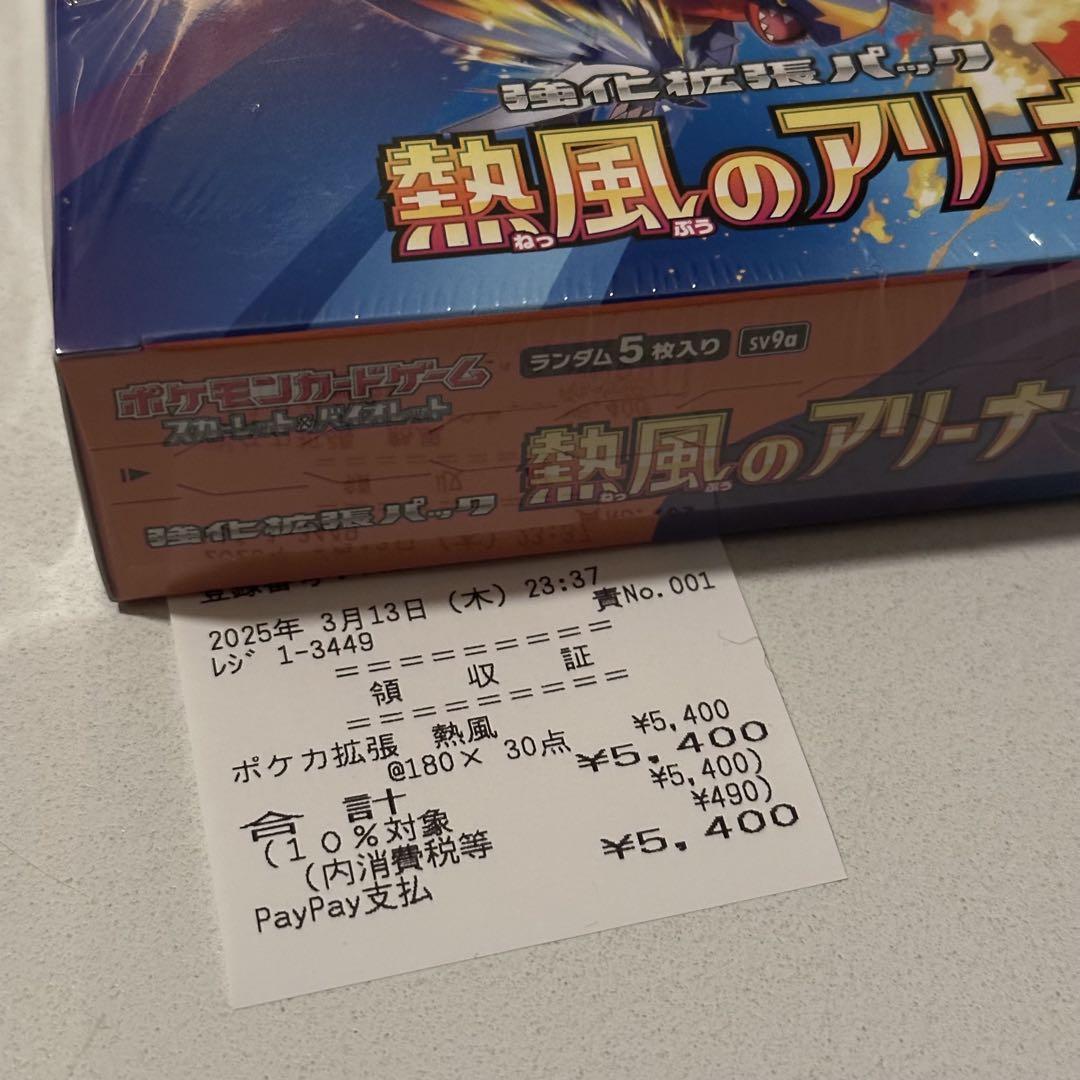 強化拡張パック
熱風のアリーナ
ねっ ぷう
ポケモンカードゲーム
スカーレット&バイオレット
ランダム5枚入り sv9a
強化拡張パック
熱風のアリーナ
ねっ ぷう
2025年 3月13日 (木) 23:37
レジ 1-3449 責No.001
=========
領 収 証
=========
ポケカ拡張 熱風 ¥5,400
@180× 30点
合 計 ¥5,400
(10%対象 ¥5,400)
(内消費税等 ¥490)
PayPay支払 ¥5,400